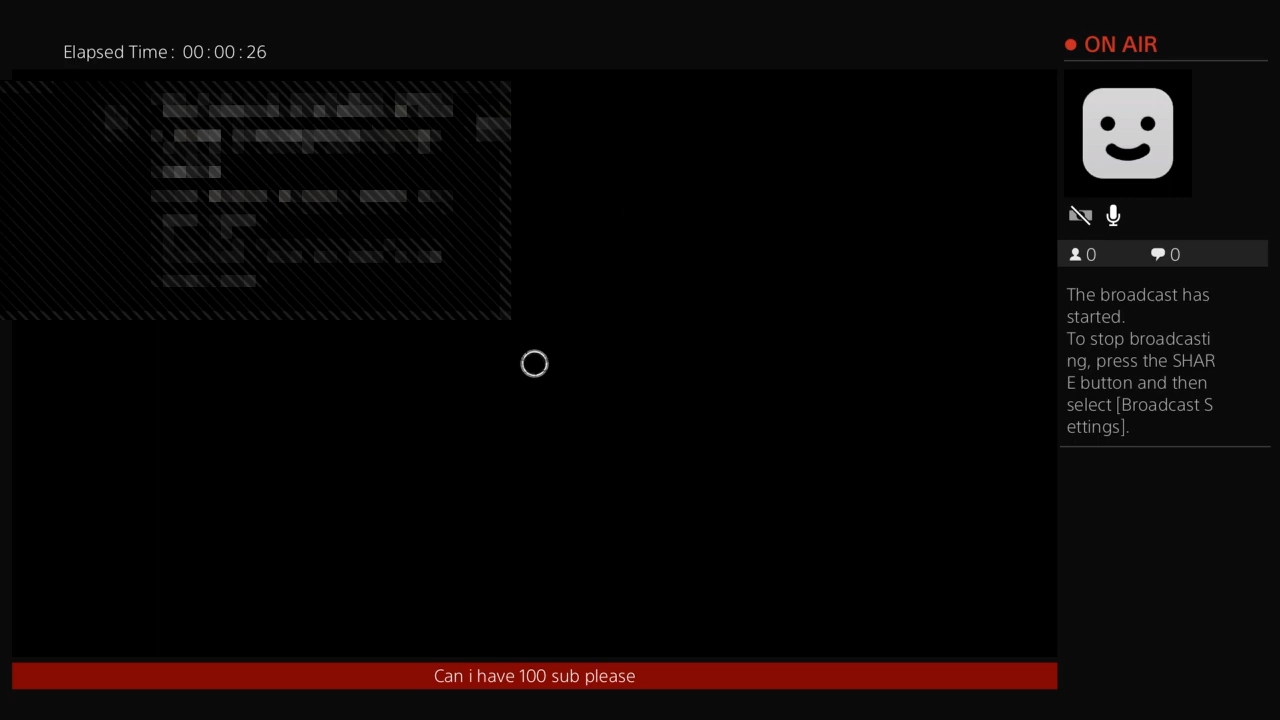 Elapsed Time: 00:00:26
ON AIR
0
0
The broadcast has
started.
To stop broadcasti
ng, press the SHAR
E button and then
select [Broadcast S
ettings].
Can i have 100 sub please